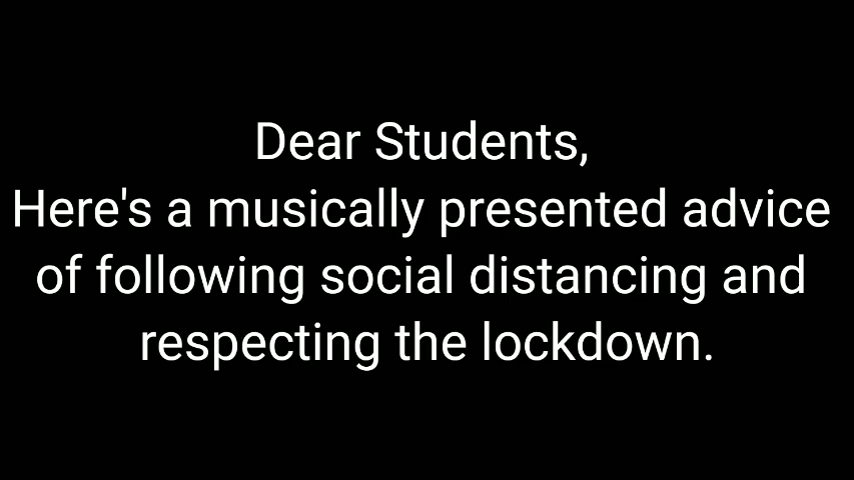 Dear Students,
Here's a musically presented advice
of following social distancing and
respecting the lockdown.